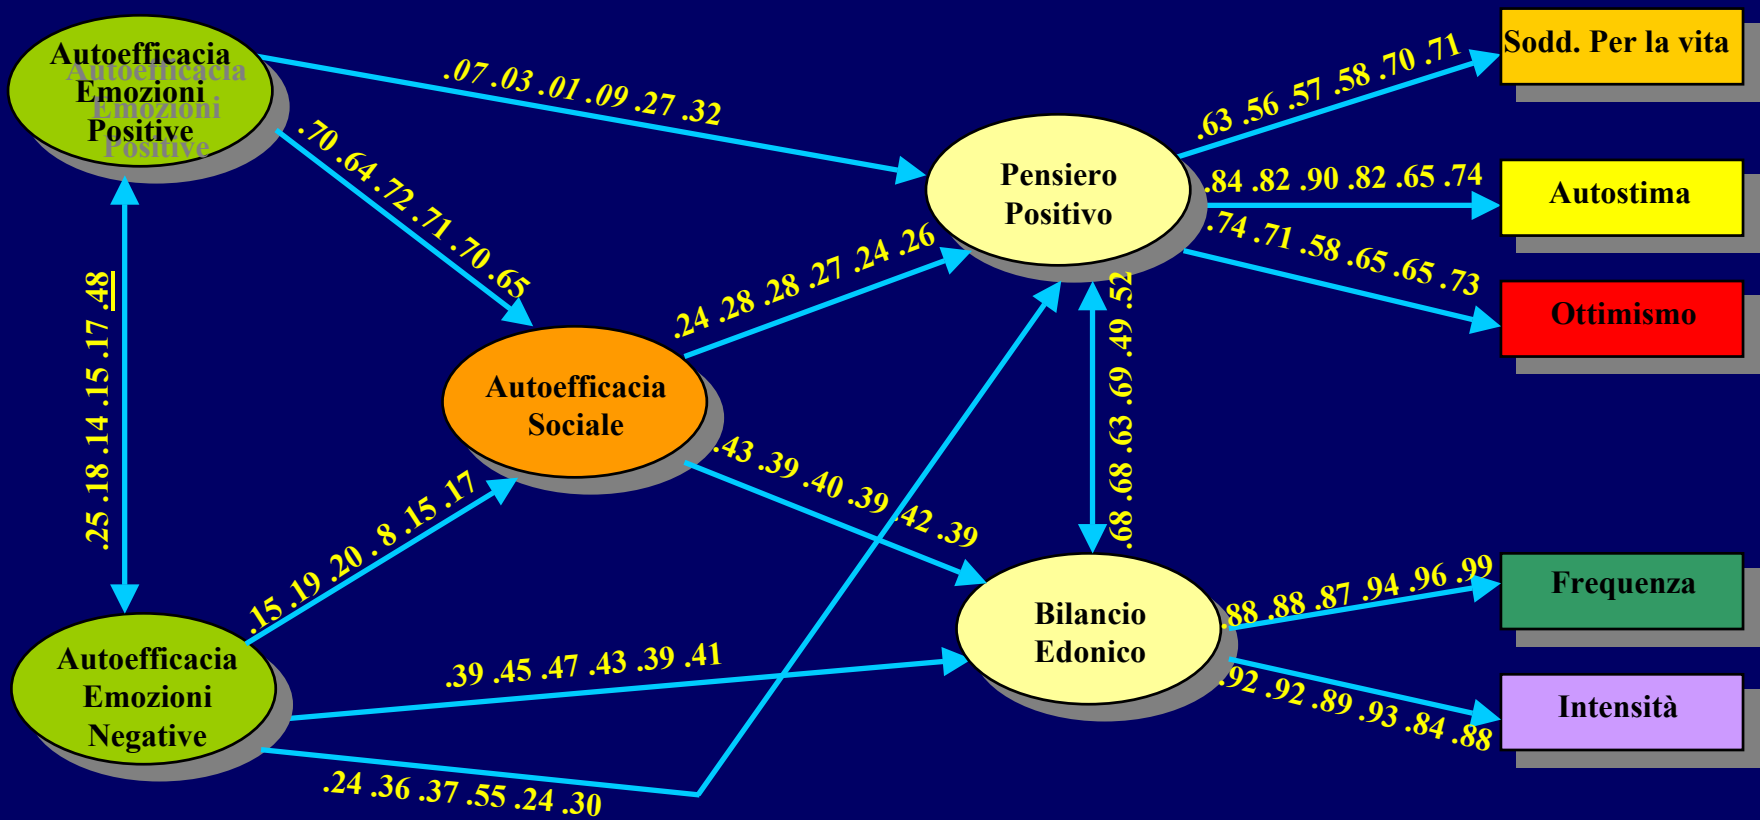 Autoefficacia
Emozioni
Positive
.07 .03 .01 .09 .27 .32
.63 .56 .57 .58 .70 .71
Sodd. Per la vita
.70 .64 .72 .71 .70 .65
Pensiero
Positivo
.84 .82 .90 .82 .65 .74
Autostima
.74 .71 .58 .65 .65 .73
Ottimismo
.24 .28 .28 .27 .24 .26
.25 .18 .14 .15 .17 .48
Autoefficacia
Sociale
.68 .68 .63 .69 .49 .52
.43 .39 .40 .39 .42 .39
.15 .19 .20 . 8 .15 .17
Bilancio
Edonico
.88 .88 .87 .94 .96 .99
Frequenza
Autoefficacia
Emozioni
Negative
.39 .45 .47 .43 .39 .41
.92 .92 .89 .93 .84 .88
Intensità
.24 .36 .37 .55 .24 .30